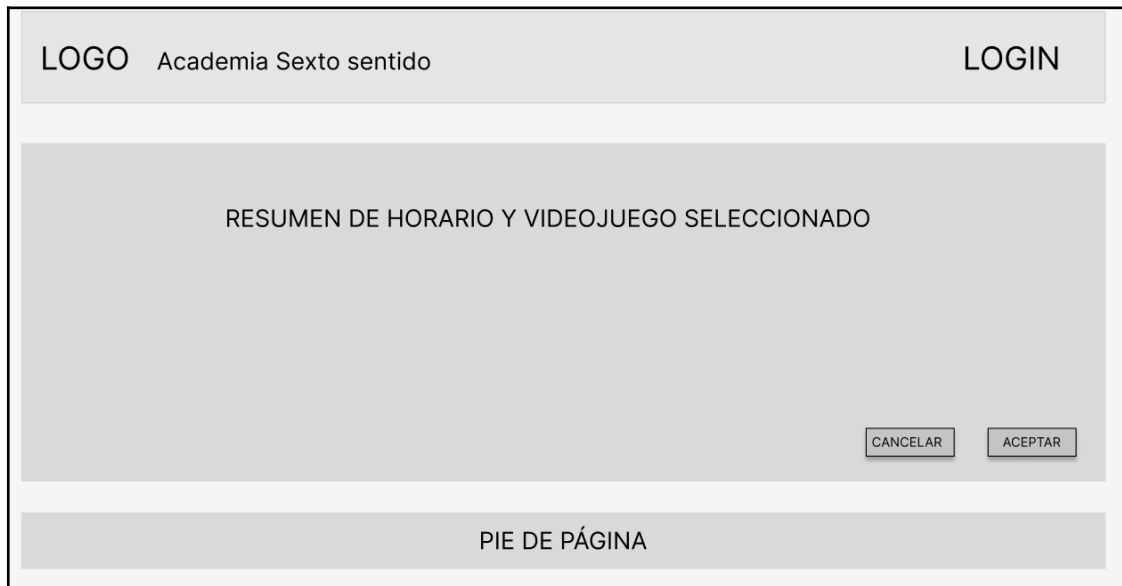 LOGO Academia Sexto sentido LOGIN
RESUMEN DE HORARIO Y VIDEOJUEGO SELECCIONADO
CANCELAR ACEPTAR
PIE DE PÁGINA